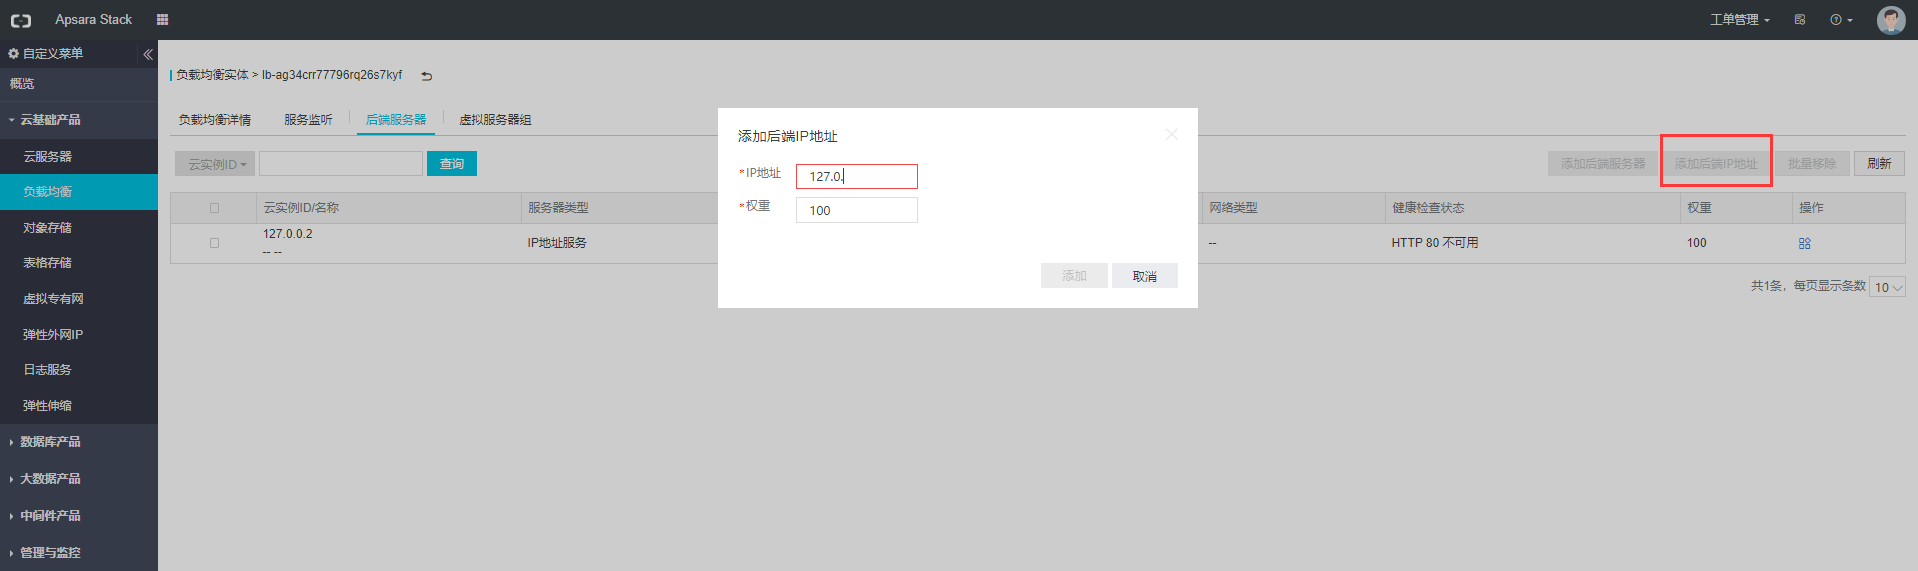 Apsara Stack
工单管理
自定义菜单
概览
云基础产品
云服务器
负载均衡
对象存储
表格存储
虚拟专有网
弹性外网IP
日志服务
弹性伸缩
数据库产品
大数据产品
中间件产品
管理与监控
负载均衡实体 > lb-ag34crr77796rq26s7kyf
负载均衡详情 服务监听 后端服务器 虚拟服务器组
云实例ID 查询 添加后端服务器 添加后端IP地址 批量移除 刷新
云实例ID/名称 服务器类型 网络类型 健康检查状态 权重 操作
127.0.0.2
-- --
IP地址服务 -- HTTP 80 不可用 100
共1条，每页显示条数 10
添加后端IP地址
*IP地址 127.0.
*权重 100
添加 取消